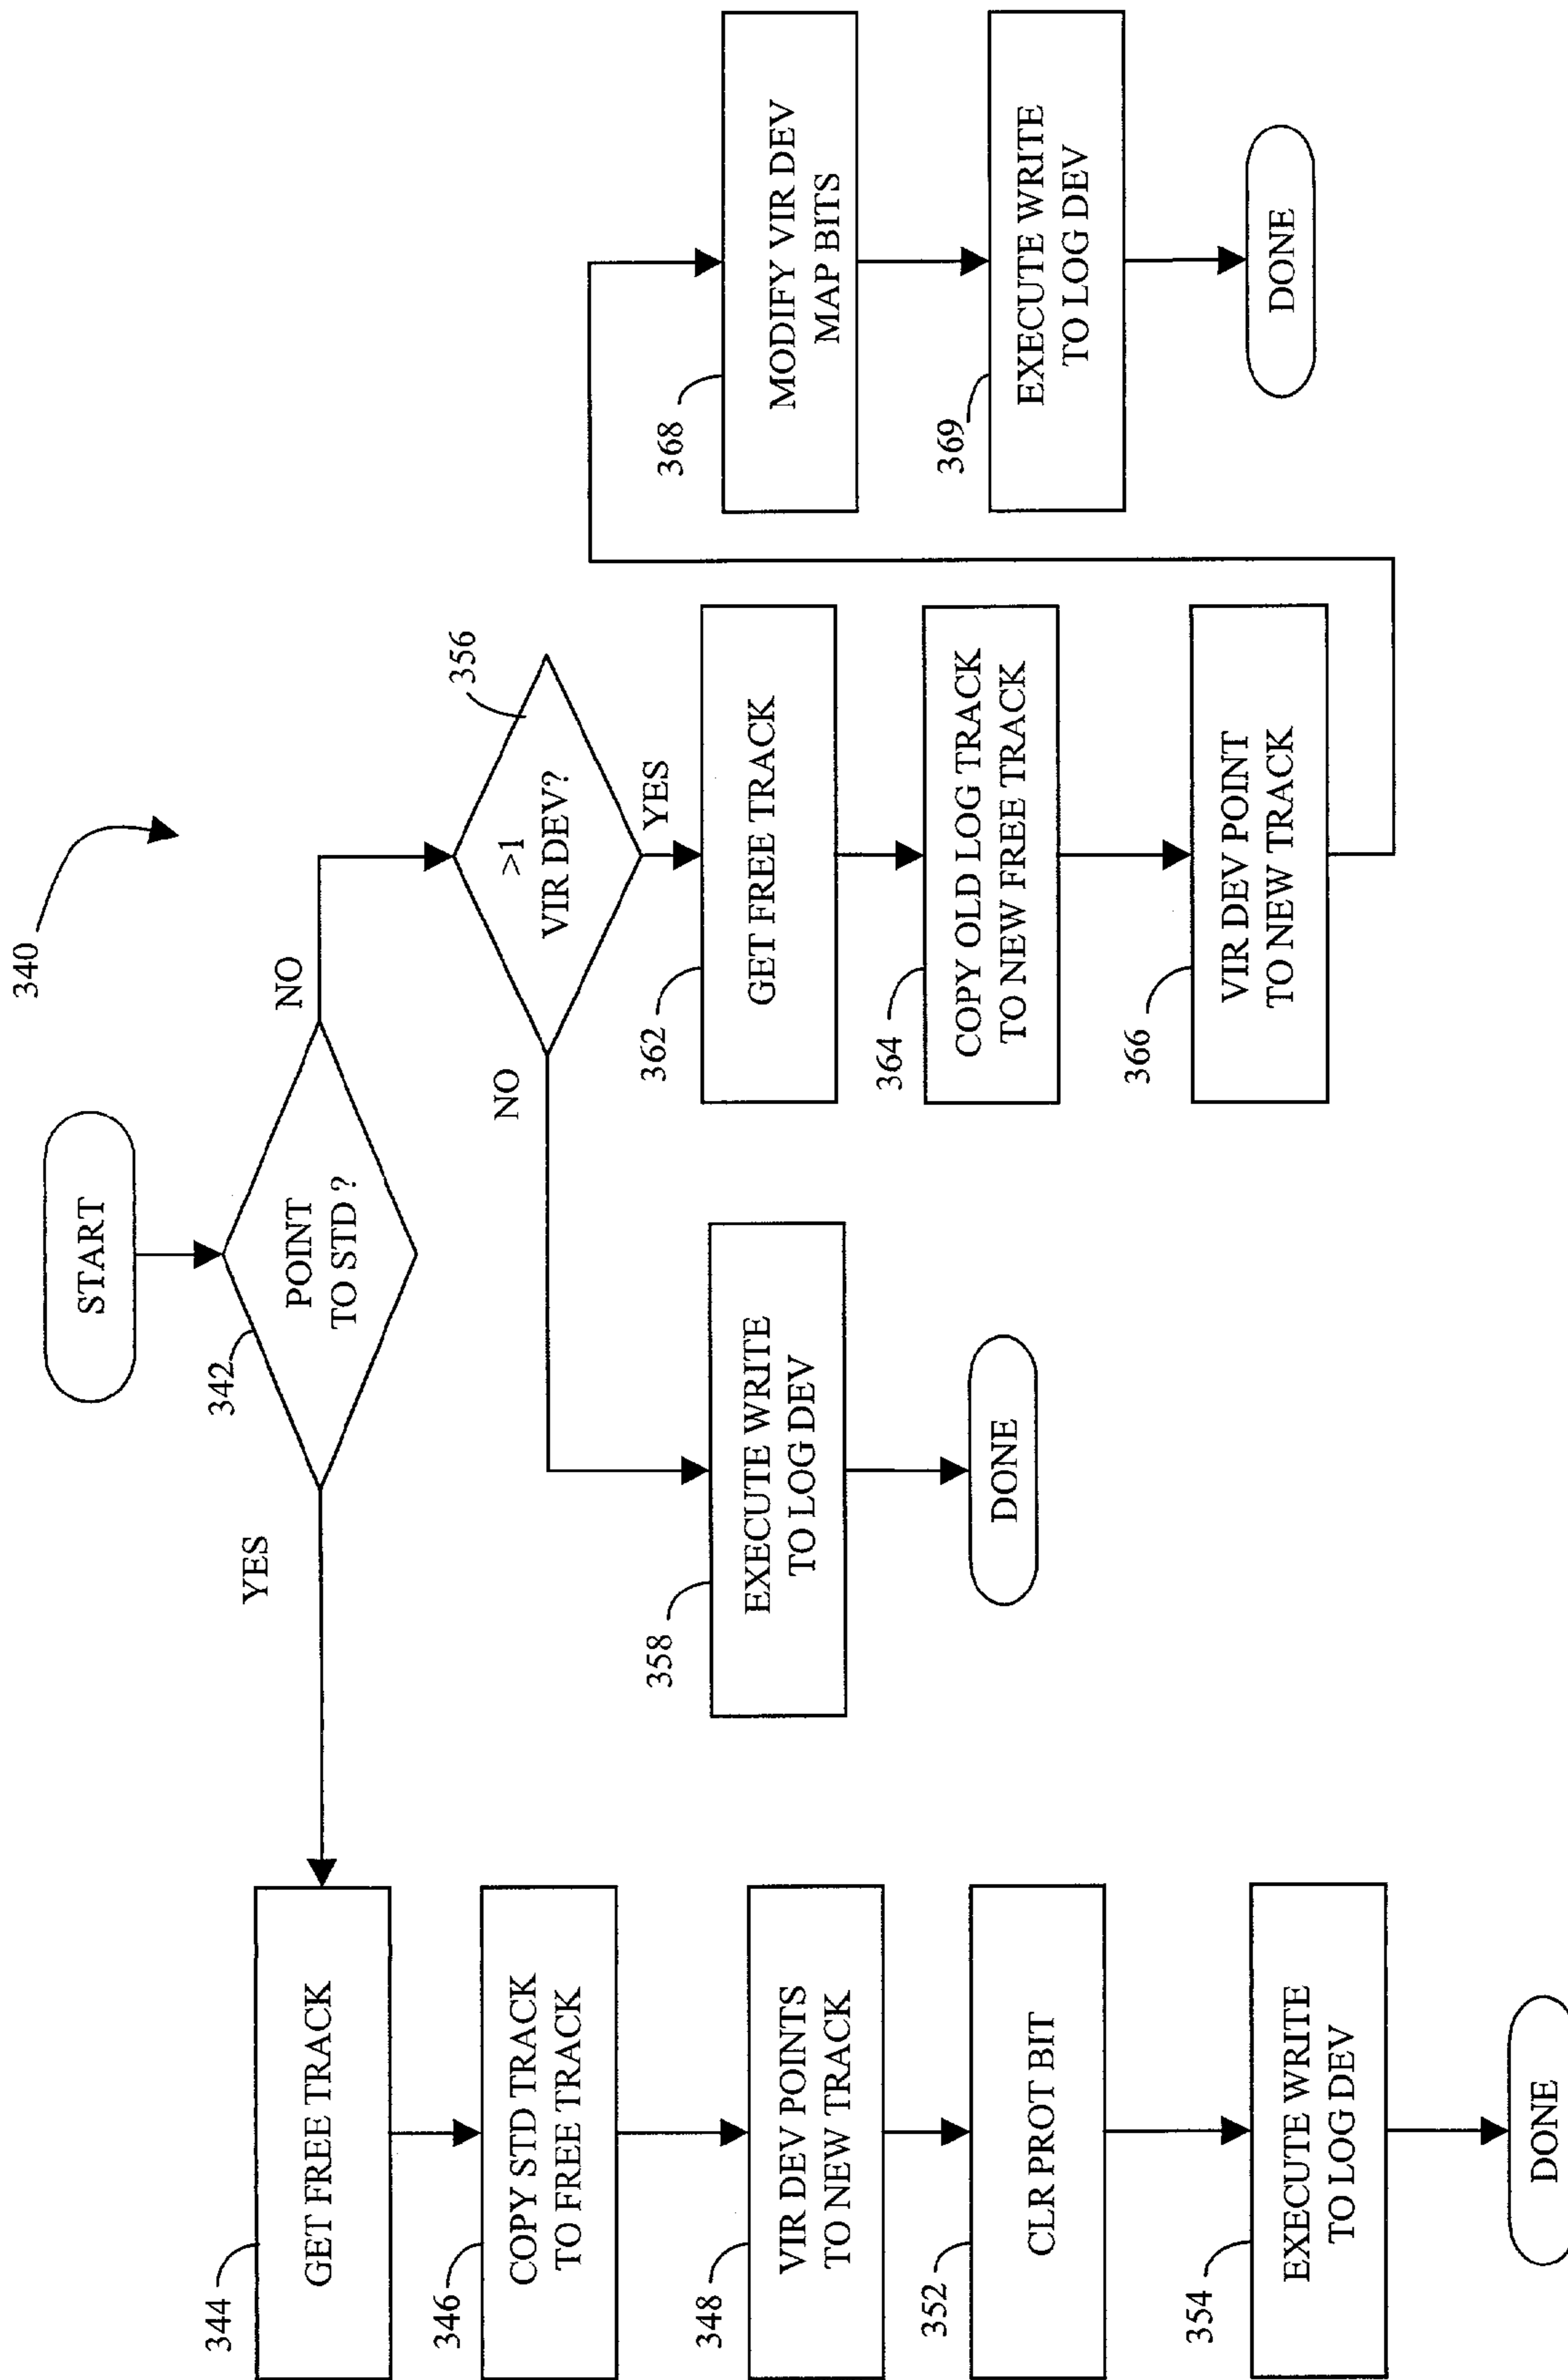 340
START
342
POINT
TO STD ?
YES
NO
344
GET FREE TRACK
346
COPY STD TRACK
TO FREE TRACK
348
VIR DEV POINTS
TO NEW TRACK
352
CLR PROT BIT
354
EXECUTE WRITE
TO LOG DEV
DONE
356
>1
VIR DEV?
NO
YES
358
EXECUTE WRITE
TO LOG DEV
DONE
362
GET FREE TRACK
364
COPY OLD LOG TRACK
TO NEW FREE TRACK
366
VIR DEV POINT
TO NEW TRACK
368
MODIFY VIR DEV
MAP BITS
369
EXECUTE WRITE
TO LOG DEV
DONE